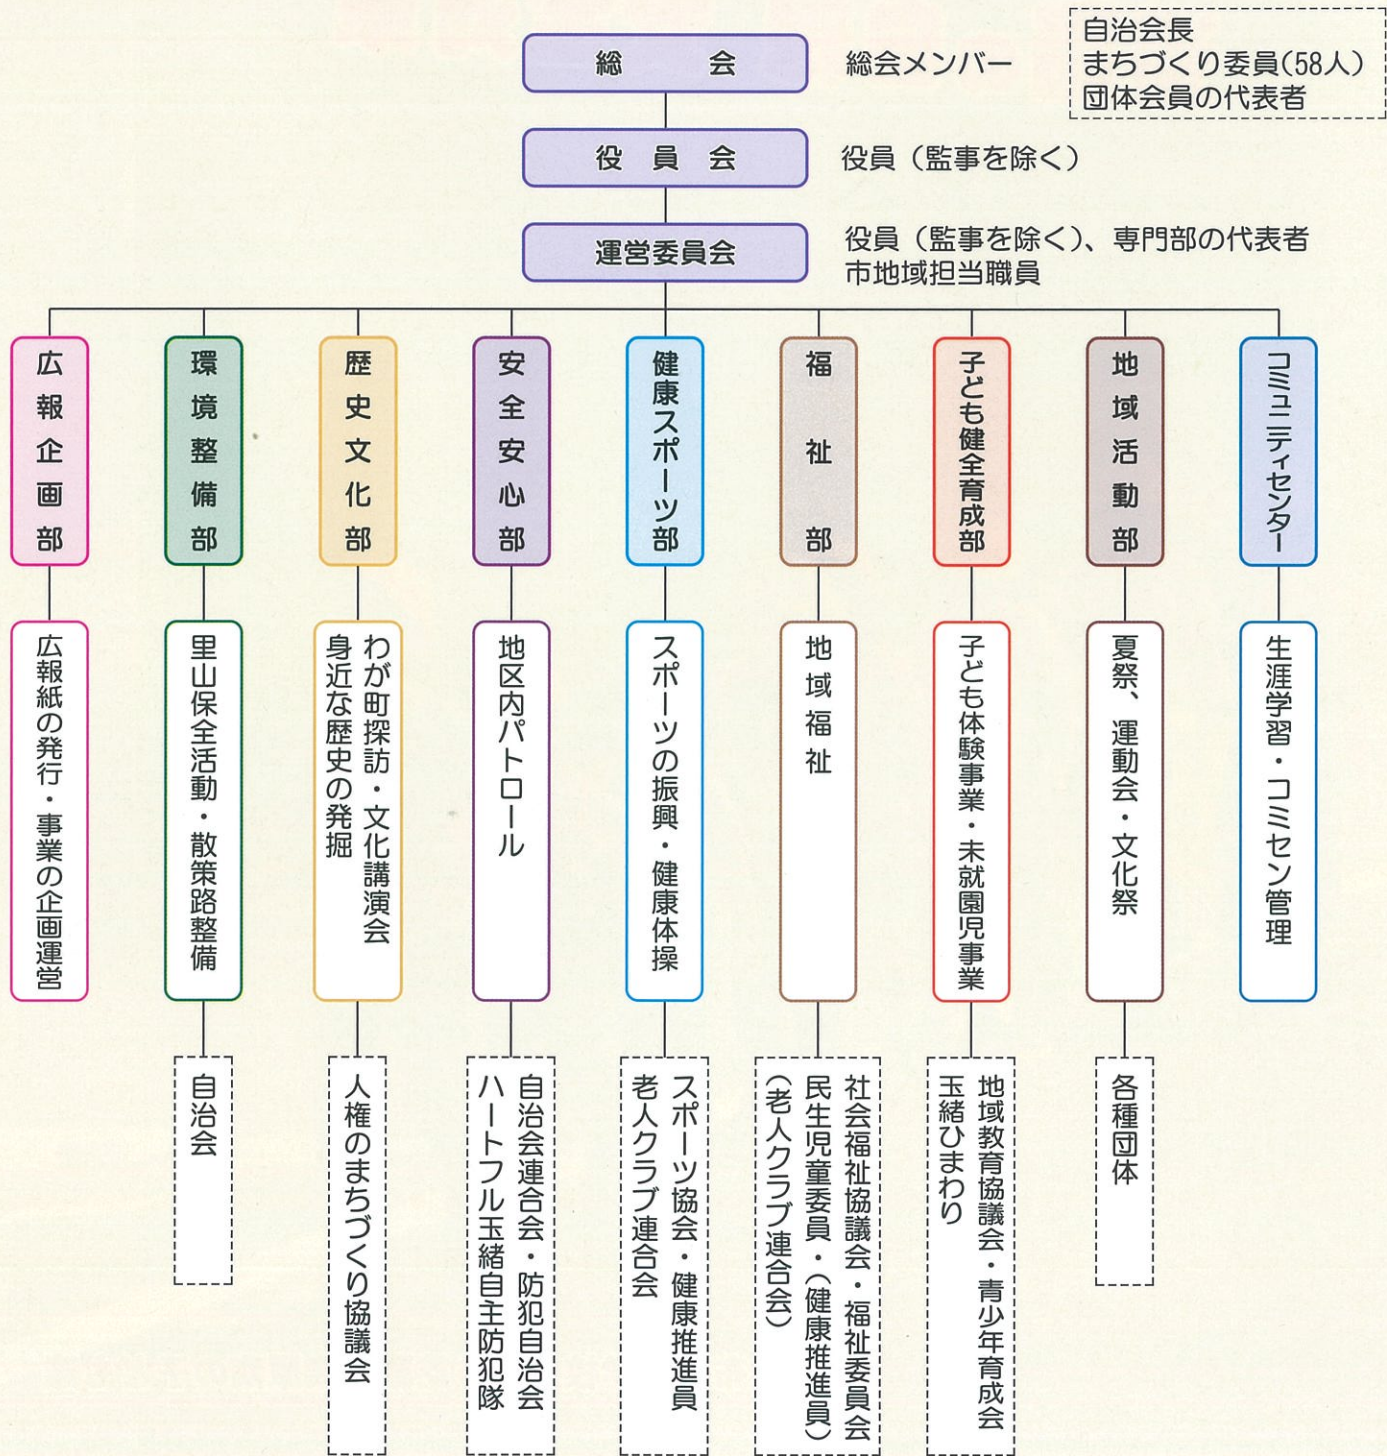 総会
総会メンバー
自治会長
まちづくり委員(58人)
団体会員の代表者
役員会
役員（監事を除く）
運営委員会
役員（監事を除く）、専門部の代表者
市地域担当職員
広報企画部
環境整備部
歴史文化部
安全安心部
健康スポーツ部
福祉部
子ども健全育成部
地域活動部
コミュニティセンター
広報紙の発行・事業の企画運営
里山保全活動・散策路整備
わが町探訪・文化講演会
身近な歴史の発掘
地区内パトロール
スポーツの振興・健康体操
地域福祉
子ども体験事業・未就園児事業
夏祭、運動会・文化祭
生涯学習・コミセン管理
自治会
人権のまちづくり協議会
自治会連合会・防犯自治会
ハートフル玉緒自主防犯隊
スポーツ協会・健康推進員
老人クラブ連合会
社会福祉協議会・福祉委員会
民生児童委員・（健康推進員）
（老人クラブ連合会）
地域教育協議会・青少年育成会
玉緒ひまわり
各種団体